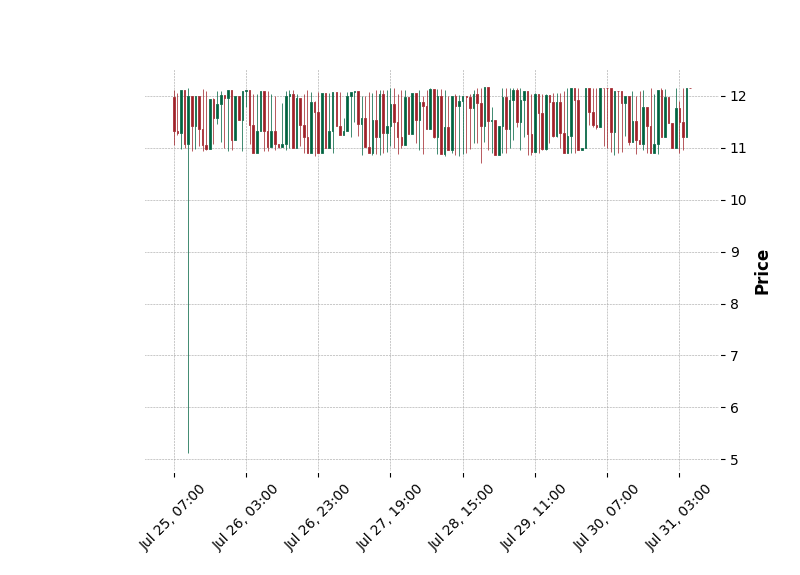 12
11
10
9
8
7
6
5
Price
Jul 25, 07:00
Jul 26, 03:00
Jul 26, 23:00
Jul 27, 19:00
Jul 28, 15:00
Jul 29, 11:00
Jul 30, 07:00
Jul 31, 03:00